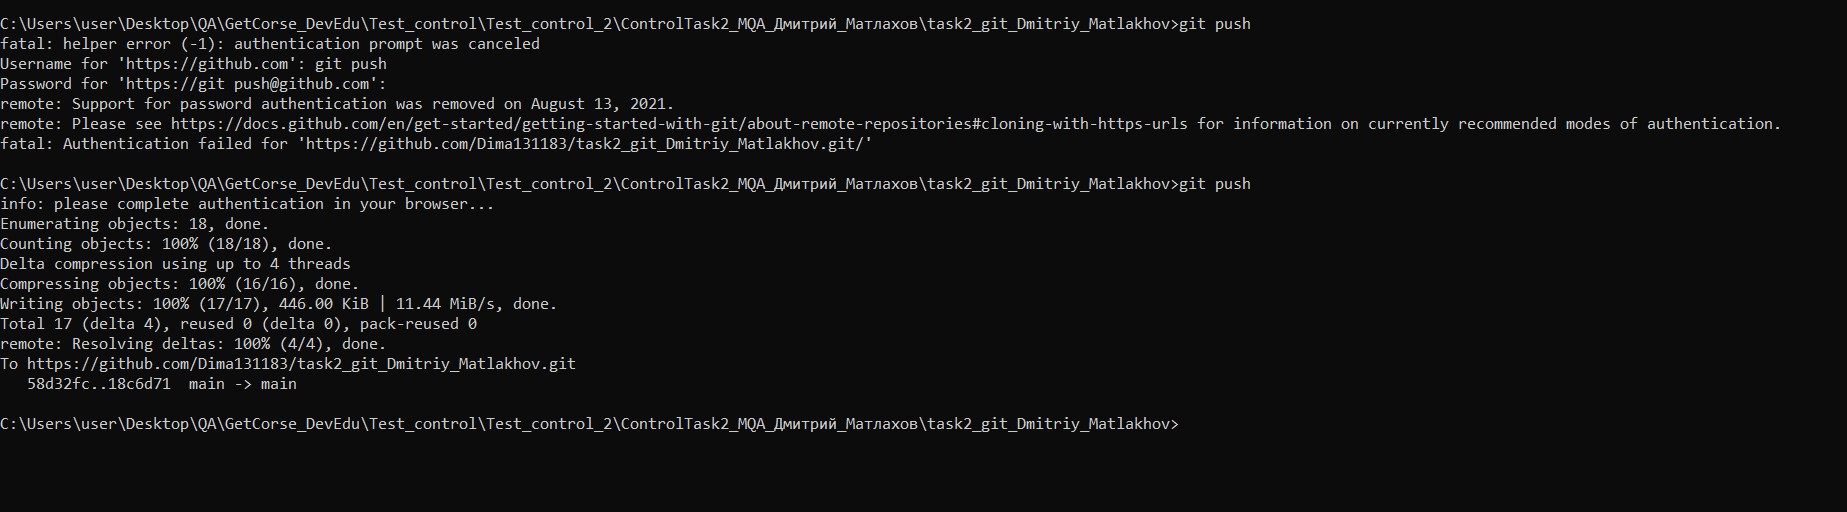 C:\Users\user\Desktop\QA\GetCorse_DevEdu\Test_control\Test_control_2\ControlTask2_MQA_Дмитрий_Матлахов\task2_git_Dmitriy_Matlakhov>git push
fatal: helper error (-1): authentication prompt was canceled
Username for 'https://github.com': git push
Password for 'https://git push@github.com':
remote: Support for password authentication was removed on August 13, 2021.
remote: Please see https://docs.github.com/en/get-started/getting-started-with-git/about-remote-repositories#cloning-with-https-urls for information on currently recommended modes of authentication.
fatal: Authentication failed for 'https://github.com/Dima131183/task2_git_Dmitriy_Matlakhov.git/'
C:\Users\user\Desktop\QA\GetCorse_DevEdu\Test_control\Test_control_2\ControlTask2_MQA_Дмитрий_Матлахов\task2_git_Dmitriy_Matlakhov>git push
info: please complete authentication in your browser...
Enumerating objects: 18, done.
Counting objects: 100% (18/18), done.
Delta compression using up to 4 threads
Compressing objects: 100% (16/16), done.
Writing objects: 100% (17/17), 446.00 KiB | 11.44 MiB/s, done.
Total 17 (delta 4), reused 0 (delta 0), pack-reused 0
remote: Resolving deltas: 100% (4/4), done.
To https://github.com/Dima131183/task2_git_Dmitriy_Matlakhov.git
   58d32fc..18c6d71  main -> main
C:\Users\user\Desktop\QA\GetCorse_DevEdu\Test_control\Test_control_2\ControlTask2_MQA_Дмитрий_Матлахов\task2_git_Dmitriy_Matlakhov>